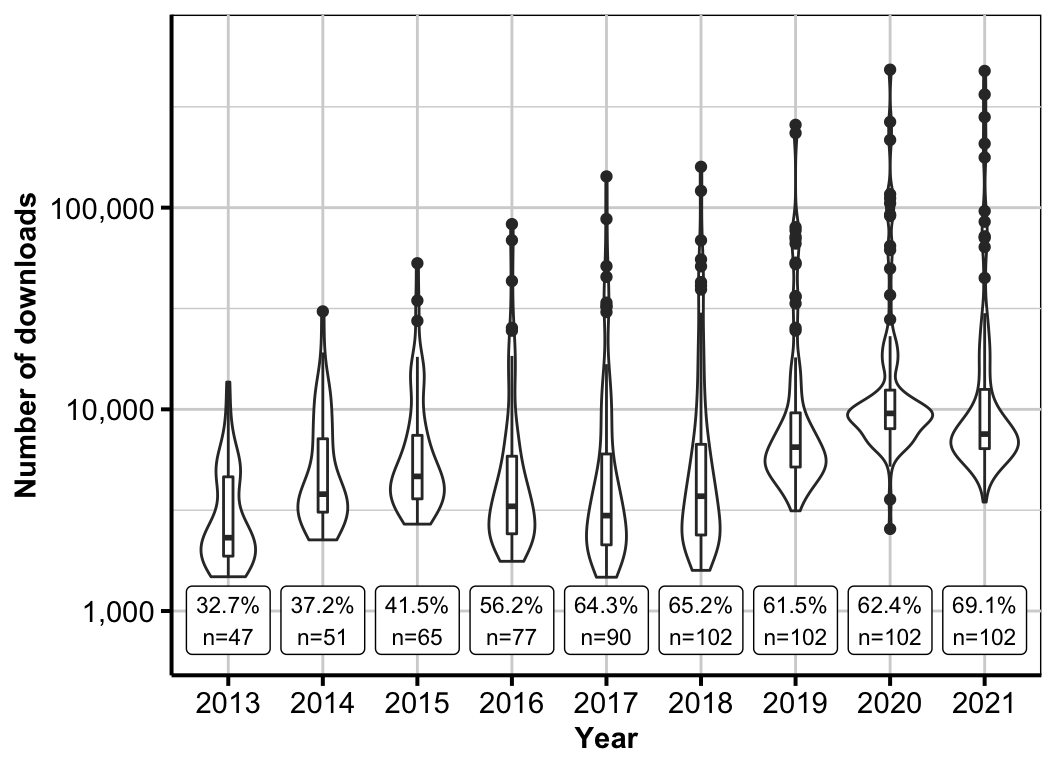 Number of downloads
100,000
10,000
1,000
32.7% 37.2% 41.5% 56.2% 64.3% 65.2% 61.5% 62.4% 69.1%
n=47 n=51 n=65 n=77 n=90 n=102 n=102 n=102 n=102
2013 2014 2015 2016 2017 2018 2019 2020 2021
Year